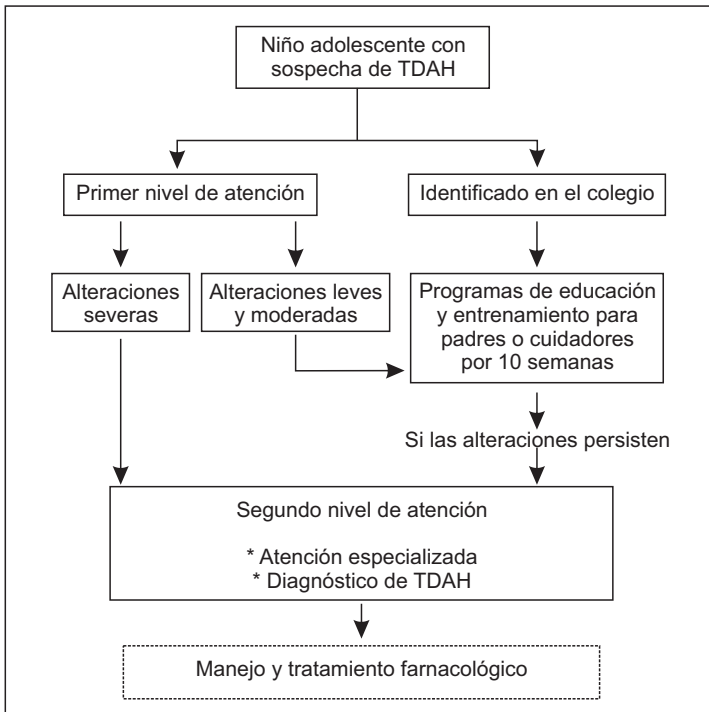 Niño adolescente con
sospecha de TDAH
Primer nivel de atención
Identificado en el colegio
Alteraciones
severas
Alteraciones leves
y moderadas
Programas de educación
y entrenamiento para
padres o cuidadores
por 10 semanas
Si las alteraciones persisten
Segundo nivel de atención
* Atención especializada
* Diagnóstico de TDAH
Manejo y tratamiento farnacológico